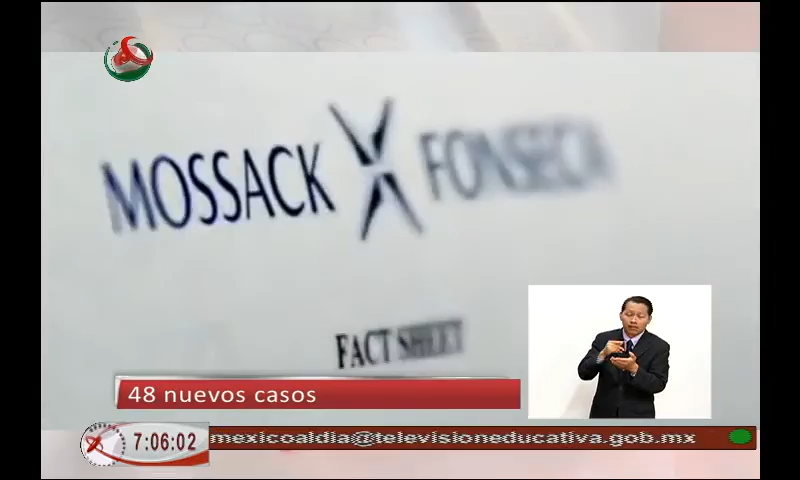 MOSSACK FONSECA
FACT SHEET
48 nuevos casos
7:06:02
mexicoaldia@televisioneducativa.gob.mx